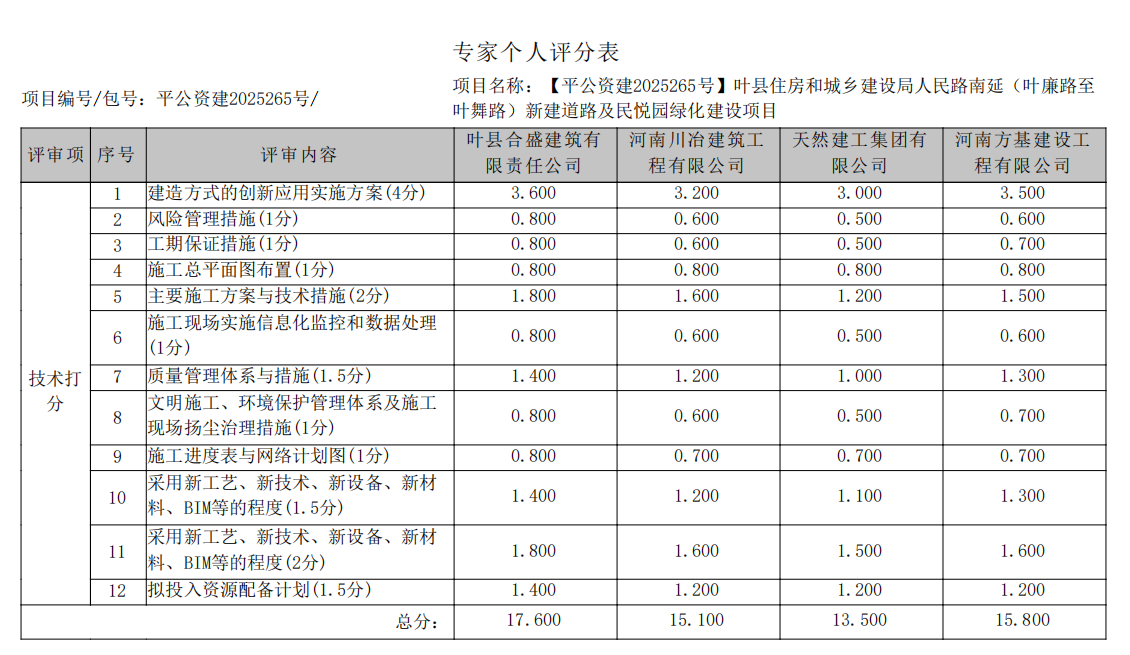 专家个人评分表
项目编号/包号: 平公资建2025265号/
项目名称: 【平公资建2025265号】叶县住房和城乡建设局人民路南延（叶廉路至
叶舞路）新建道路及民悦园绿化建设项目
评审项 序号 评审内容 叶县合盛建筑有 河南川冶建筑工 天然建工集团有 河南方基建设工
限责任公司 程有限公司 限公司 程有限公司
1 建造方式的创新应用实施方案(4分) 3.600 3.200 3.000 3.500
2 风险管理措施(1分) 0.800 0.600 0.500 0.600
3 工期保证措施(1分) 0.800 0.600 0.500 0.700
4 施工总平面图布置(1分) 0.800 0.800 0.800 0.800
5 主要施工方案与技术措施(2分) 1.800 1.600 1.200 1.500
施工现场实施信息化监控和数据处理
6 (1分) 0.800 0.600 0.500 0.600
技术打
分
7 质量管理体系与措施(1.5分) 1.400 1.200 1.000 1.300
文明施工、环境保护管理体系及施工
8 现场扬尘治理措施(1分) 0.800 0.600 0.500 0.700
9 施工进度表与网络计划图(1分) 0.800 0.700 0.700 0.700
采用新工艺、新技术、新设备、新材
10 料、BIM等的程度(1.5分) 1.400 1.200 1.100 1.300
采用新工艺、新技术、新设备、新材
11 料、BIM等的程度(2分) 1.800 1.600 1.500 1.600
12 拟投入资源配备计划(1.5分) 1.400 1.200 1.200 1.200
总分: 17.600 15.100 13.500 15.800